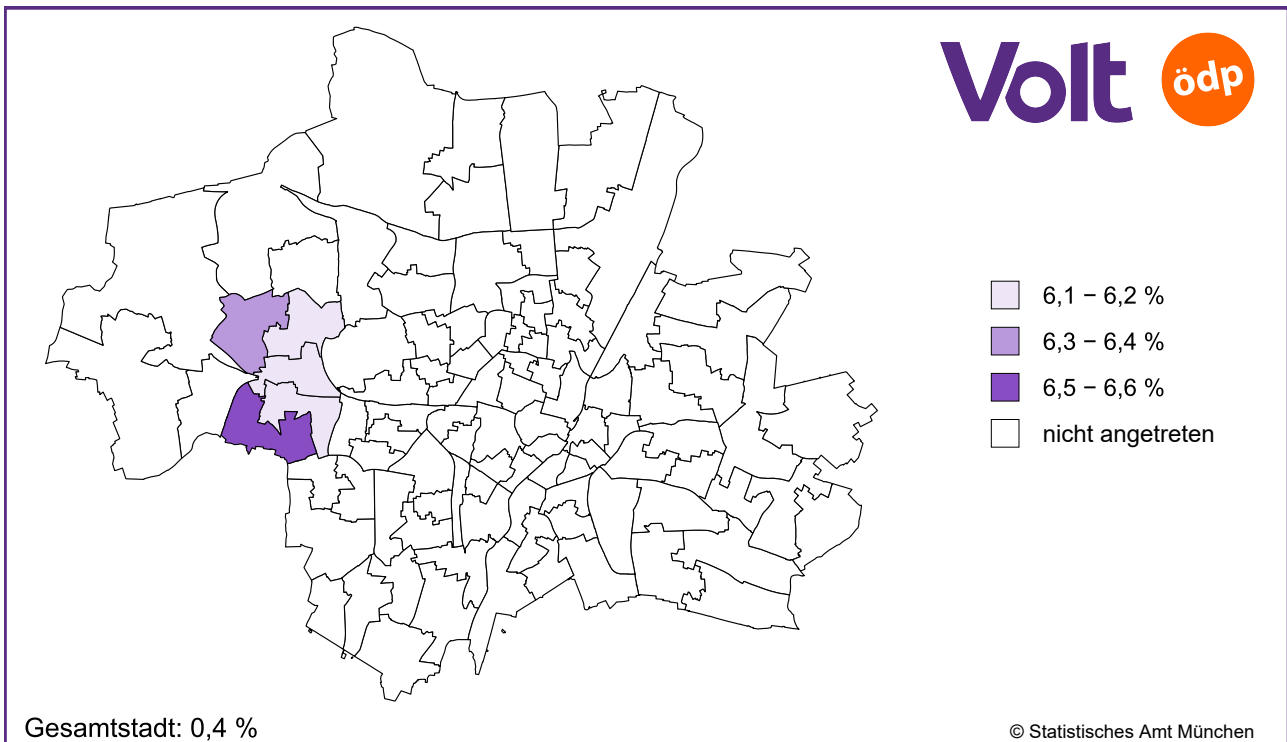 Volt
ödp
6,1 – 6,2 %
6,3 – 6,4 %
6,5 – 6,6 %
nicht angetreten
Gesamtstadt: 0,4 %
© Statistisches Amt München